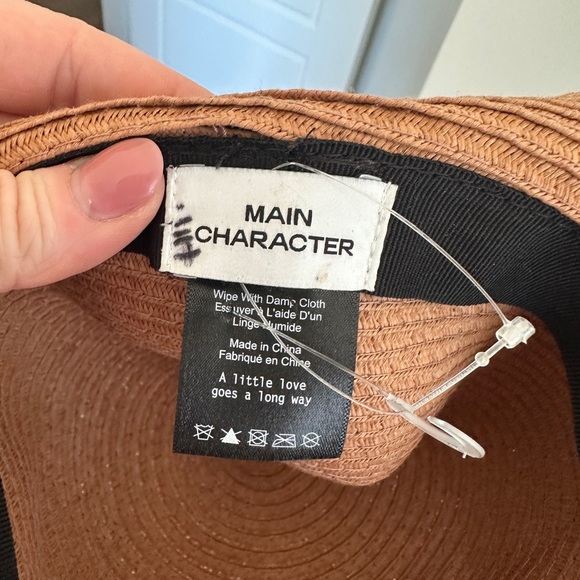 MAIN
CHARACTER
Wipe With Damp Cloth
Essuyer À L'aide D'un
Linge Humide
Made in China
Fabriqué en Chine
A little love
goes a long way